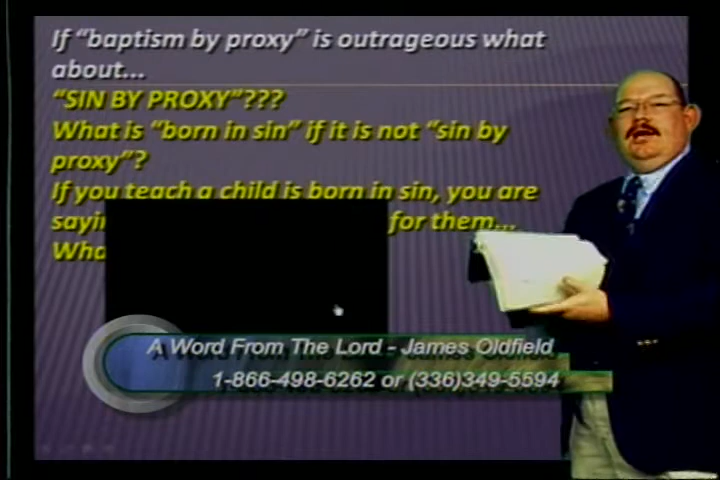 If “baptism by proxy” is outrageous what
about...
“SIN BY PROXY”???
What is “born in sin” if it is not “sin by
proxy”?
If you teach a child is born in sin, you are
for them...
A Word From The Lord - James Oldfield
1-866-498-6262 or (336)349-5594